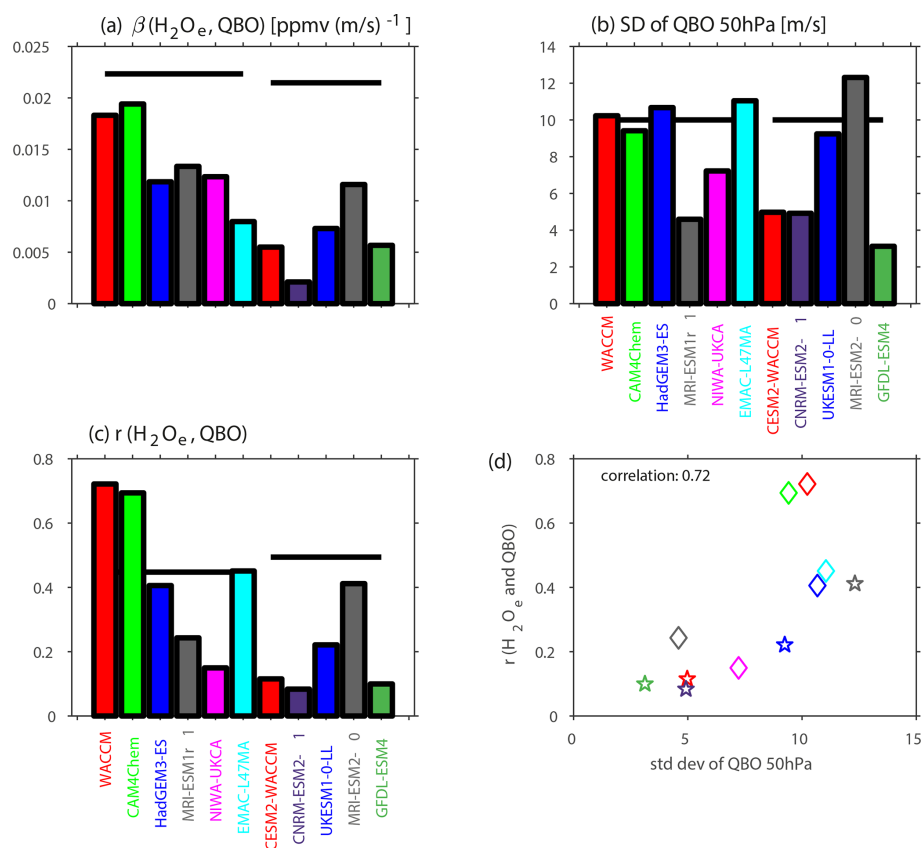 (a) β(H2Oe, QBO) [ppmv (m/s) -1 ]
0.025
0.02
0.015
0.01
0.005
0
(b) SD of QBO 50hPa [m/s]
14
12
10
8
6
4
2
0
WACCM
CAM4Chem
HadGEM3-ES
MRI-ESM1r 1
NIWA-UKCA
EMAC-L47MA
CESM2-WACCM
CNRM-ESM2- 1
UKESM1-0-LL
MRI-ESM2- 0
GFDL-ESM4
(c) r (H2Oe, QBO)
0.8
0.6
0.4
0.2
0
WACCM
CAM4Chem
HadGEM3-ES
MRI-ESM1r 1
NIWA-UKCA
EMAC-L47MA
CESM2-WACCM
CNRM-ESM2- 1
UKESM1-0-LL
MRI-ESM2- 0
GFDL-ESM4
(d)
correlation: 0.72
r (H2Oe and QBO)
0.8
0.6
0.4
0.2
0
0 5 10 15
std dev of QBO 50hPa